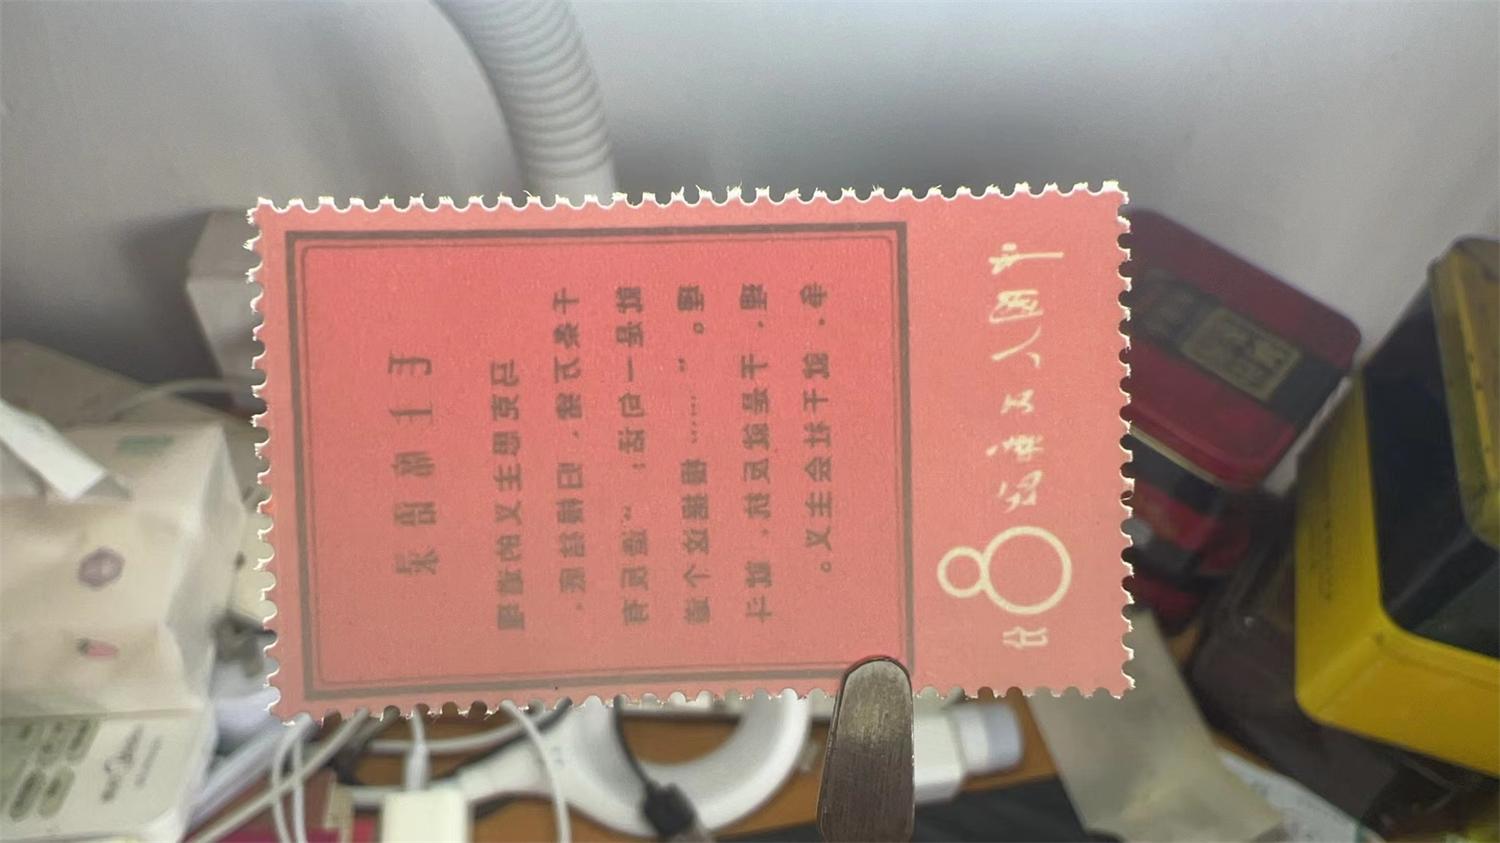 毛主席语录
马克思主义的道理
千条万绪,归根结底,
就是一句话:“造反有
理。”……根据这个道
理,于是就反抗,就斗
争,就干社会主义。
中国人民邮政
8分